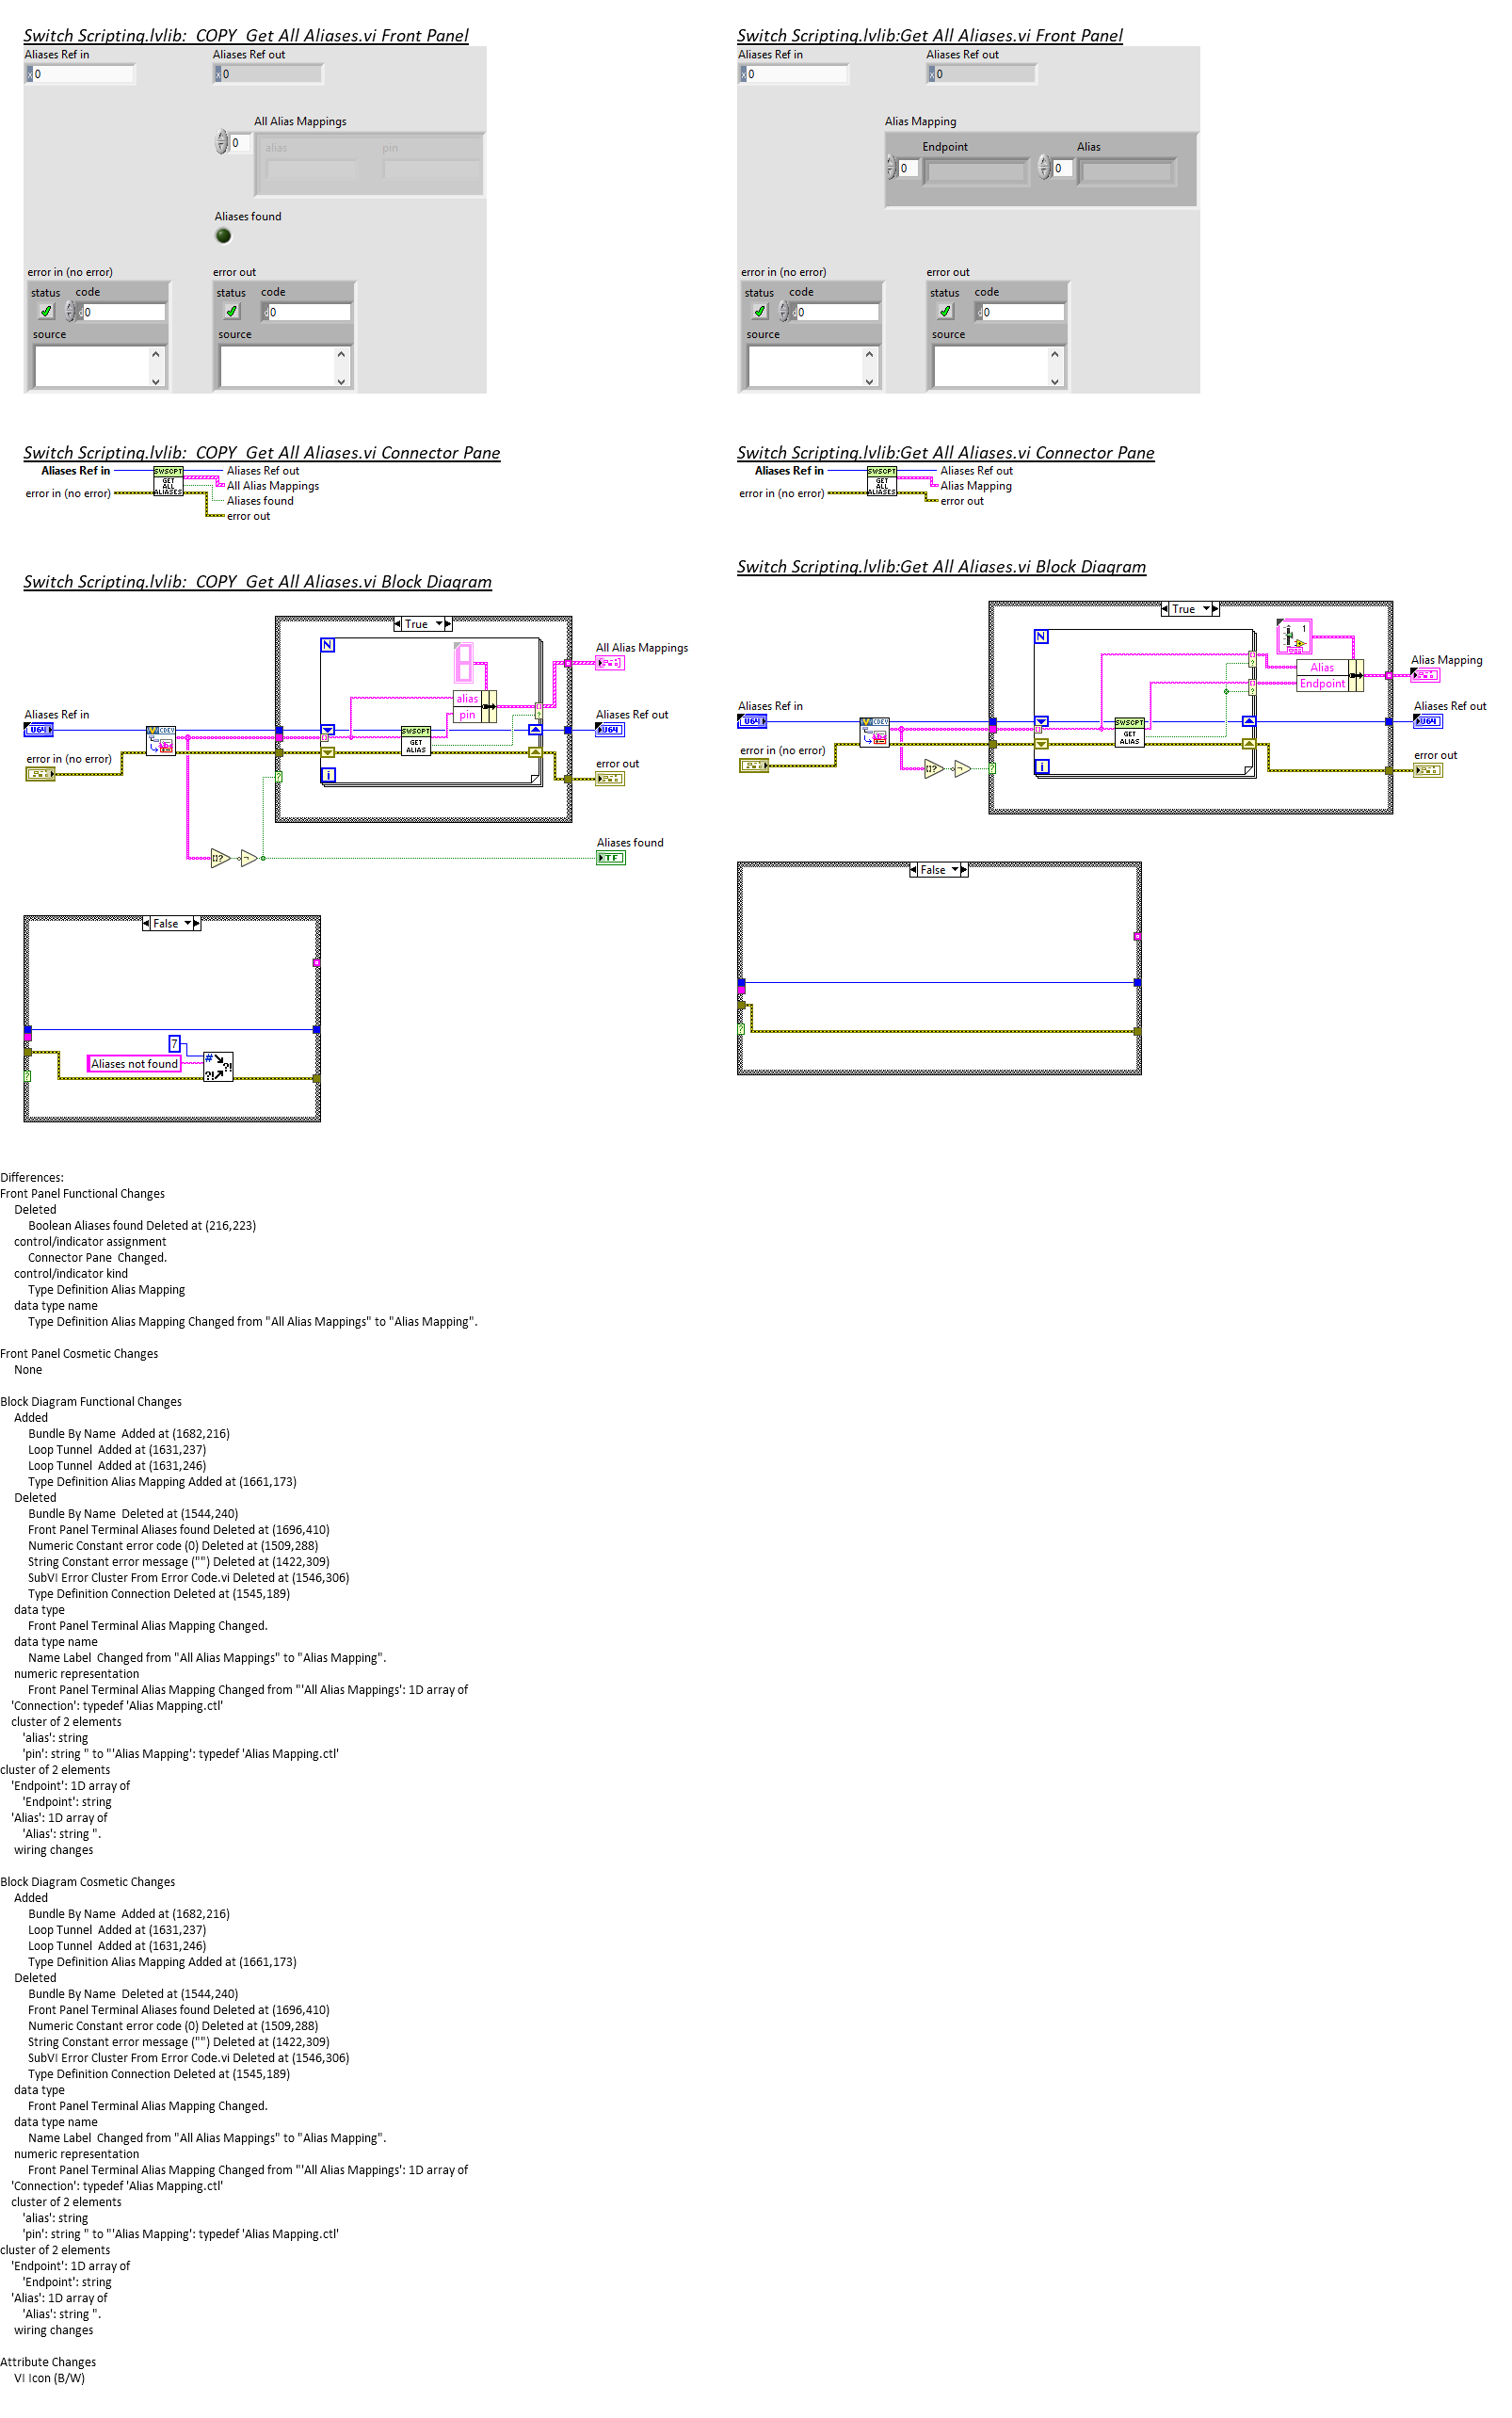 Switch Scripting.lvlib:  COPY  Get All Aliases.vi Front Panel
Aliases Ref in
Aliases Ref out
x 0
x 0
All Alias Mappings
0
alias
pin
Aliases found
error in (no error)
error out
status
code
status
code
d 0
d 0
source
source
Switch Scripting.lvlib:Get All Aliases.vi Front Panel
Aliases Ref in
Aliases Ref out
x 0
x 0
Alias Mapping
Endpoint
Alias
0
0
error in (no error)
error out
status
code
status
code
d 0
d 0
source
source
Switch Scripting.lvlib:  COPY  Get All Aliases.vi Connector Pane
Aliases Ref in
SWSCPT
GET
ALL
ALIASES
Aliases Ref out
All Alias Mappings
error in (no error)
Aliases found
error out
Switch Scripting.lvlib:Get All Aliases.vi Connector Pane
Aliases Ref in
SWSCPT
GET
ALL
ALIASES
Aliases Ref out
Alias Mapping
error in (no error)
error out
Switch Scripting.lvlib:  COPY  Get All Aliases.vi Block Diagram
True
N
All Alias Mappings
alias
pin
Aliases Ref in
U64
CDEV
SWSCPT
GET
ALIAS
Aliases Ref out
U64
error in (no error)
error out
i
?
Aliases found
TF
False
7
Aliases not found
?
Switch Scripting.lvlib:Get All Aliases.vi Block Diagram
True
N
1
Alias
Endpoint
Alias Mapping
Aliases Ref in
U64
CDEV
SWSCPT
GET
ALIAS
Aliases Ref out
U64
error in (no error)
error out
i
?
False
?
Differences:
Front Panel Functional Changes
Deleted
Boolean Aliases found Deleted at (216,223)
control/indicator assignment
Connector Pane  Changed.
control/indicator kind
Type Definition Alias Mapping
data type name
Type Definition Alias Mapping Changed from "All Alias Mappings" to "Alias Mapping".
Front Panel Cosmetic Changes
None
Block Diagram Functional Changes
Added
Bundle By Name  Added at (1682,216)
Loop Tunnel  Added at (1631,237)
Loop Tunnel  Added at (1631,246)
Type Definition Alias Mapping Added at (1661,173)
Deleted
Bundle By Name  Deleted at (1544,240)
Front Panel Terminal Aliases found Deleted at (1696,410)
Numeric Constant error code (0) Deleted at (1509,288)
String Constant error message ("") Deleted at (1422,309)
SubVI Error Cluster From Error Code.vi Deleted at (1546,306)
Type Definition Connection Deleted at (1545,189)
data type
Front Panel Terminal Alias Mapping Changed.
data type name
Name Label  Changed from "All Alias Mappings" to "Alias Mapping".
numeric representation
Front Panel Terminal Alias Mapping Changed from "'All Alias Mappings': 1D array of
'Connection': typedef 'Alias Mapping.ctl'
cluster of 2 elements
'alias': string
'pin': string " to "'Alias Mapping': typedef 'Alias Mapping.ctl'
cluster of 2 elements
'Endpoint': 1D array of
'Endpoint': string
'Alias': 1D array of
'Alias': string ".
wiring changes
Block Diagram Cosmetic Changes
Added
Bundle By Name  Added at (1682,216)
Loop Tunnel  Added at (1631,237)
Loop Tunnel  Added at (1631,246)
Type Definition Alias Mapping Added at (1661,173)
Deleted
Bundle By Name  Deleted at (1544,240)
Front Panel Terminal Aliases found Deleted at (1696,410)
Numeric Constant error code (0) Deleted at (1509,288)
String Constant error message ("") Deleted at (1422,309)
SubVI Error Cluster From Error Code.vi Deleted at (1546,306)
Type Definition Connection Deleted at (1545,189)
data type
Front Panel Terminal Alias Mapping Changed.
data type name
Name Label  Changed from "All Alias Mappings" to "Alias Mapping".
numeric representation
Front Panel Terminal Alias Mapping Changed from "'All Alias Mappings': 1D array of
'Connection': typedef 'Alias Mapping.ctl'
cluster of 2 elements
'alias': string
'pin': string " to "'Alias Mapping': typedef 'Alias Mapping.ctl'
cluster of 2 elements
'Endpoint': 1D array of
'Endpoint': string
'Alias': 1D array of
'Alias': string ".
wiring changes
Attribute Changes
VI Icon (B/W)